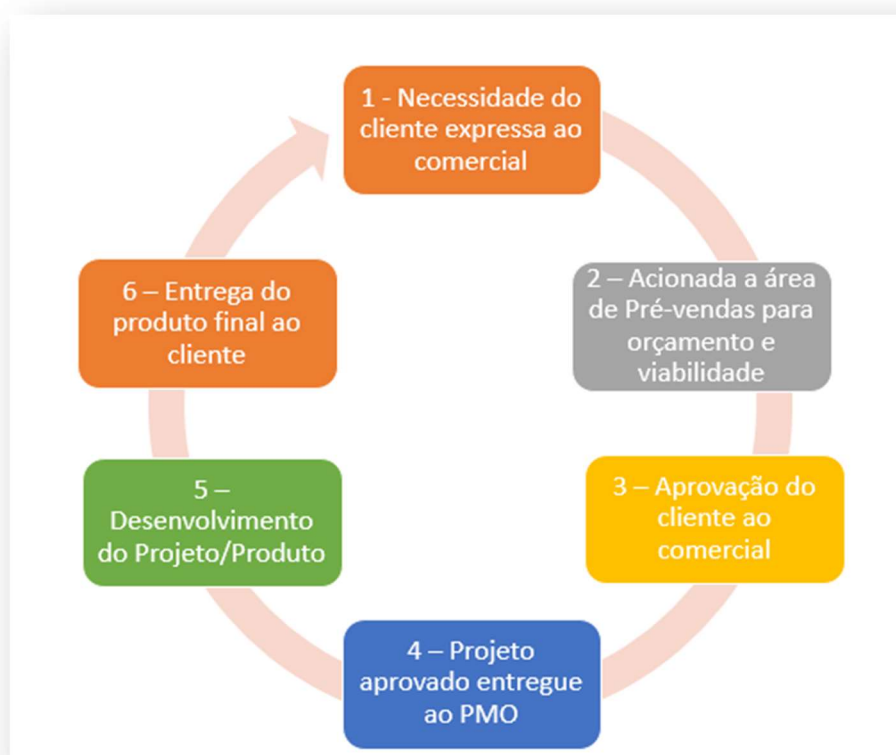 1 - Necessidade do
cliente expressa ao
comercial
2 – Acionada a área
de Pré-vendas para
orçamento e
viabilidade
3 – Aprovação do
cliente ao
comercial
4 – Projeto
aprovado entregue
ao PMO
5 –
Desenvolvimento
do Projeto/Produto
6 – Entrega do
produto final ao
cliente